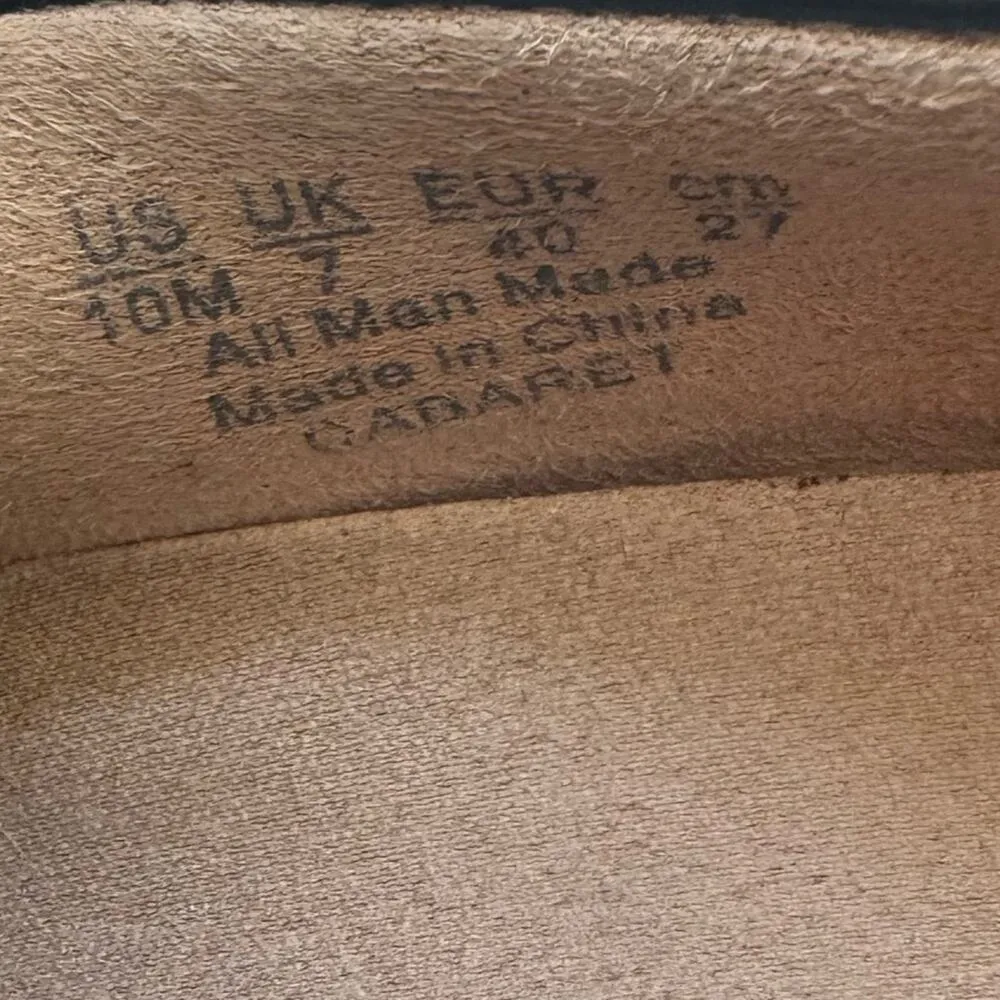 US UK EUR cm
10M 7 40 27
All Man Made
Made in China
CABARET